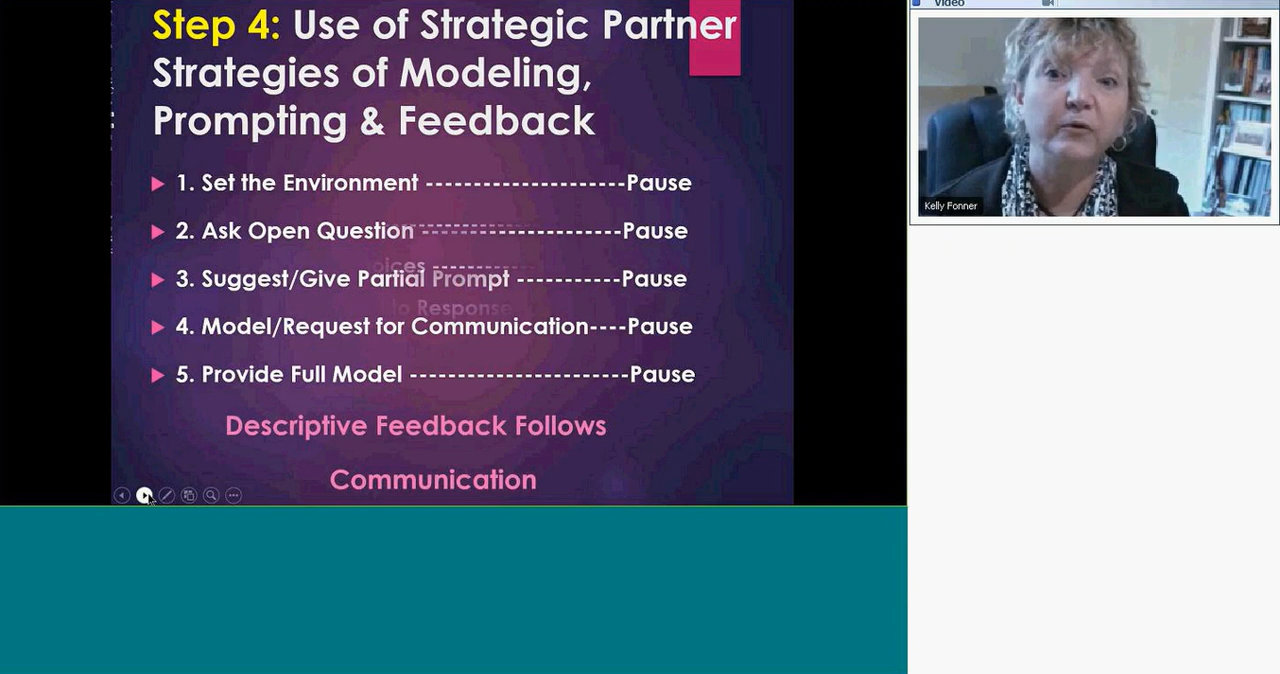 Step 4: Use of Strategic Partner
Strategies of Modeling,
Prompting & Feedback
1. Set the Environment --------------------Pause
2. Ask Open Question --------------------Pause
oices ----------
3. Suggest/Give Partial Prompt -----------Pause
Response
4. Model/Request for Communication----Pause
5. Provide Full Model ----------------------Pause
Descriptive Feedback Follows
Communication
Video
Kelly Fonner